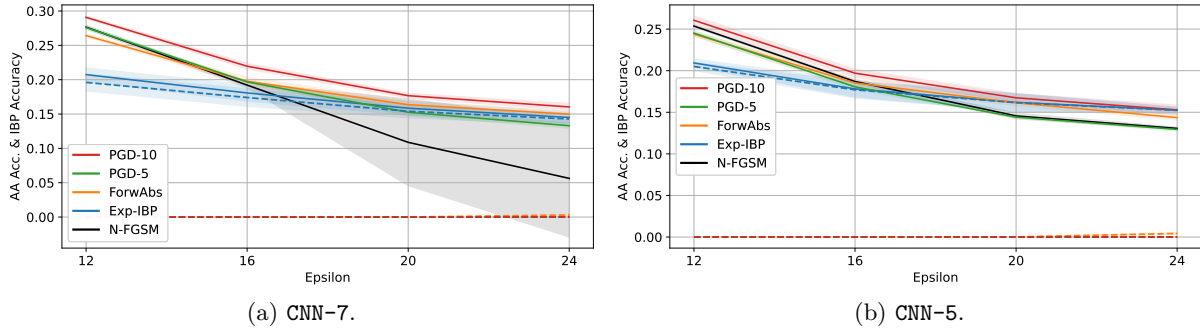 AA Acc. & IBP Accuracy
0.30
0.25
0.20
0.15
0.10
0.05
0.00
PGD-10
PGD-5
ForwAbs
Exp-IBP
N-FGSM
12 16 20 24
Epsilon
(a) CNN-7.
AA Acc. & IBP Accuracy
0.25
0.20
0.15
0.10
0.05
0.00
PGD-10
PGD-5
ForwAbs
Exp-IBP
N-FGSM
12 16 20 24
Epsilon
(b) CNN-5.